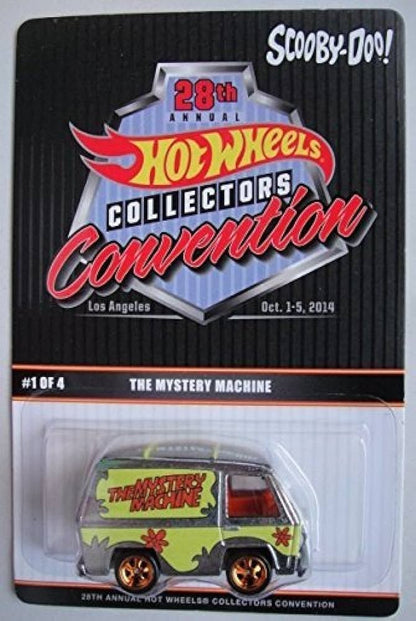 SCOOBY-DOO!
28th
ANNUAL
HOT WHEELS®
COLLECTORS
Convention
Los Angeles Oct. 1-5, 2014
#1 OF 4 THE MYSTERY MACHINE
THE MYSTERY
MACHINE
28TH ANNUAL HOT WHEELS® COLLECTORS CONVENTION